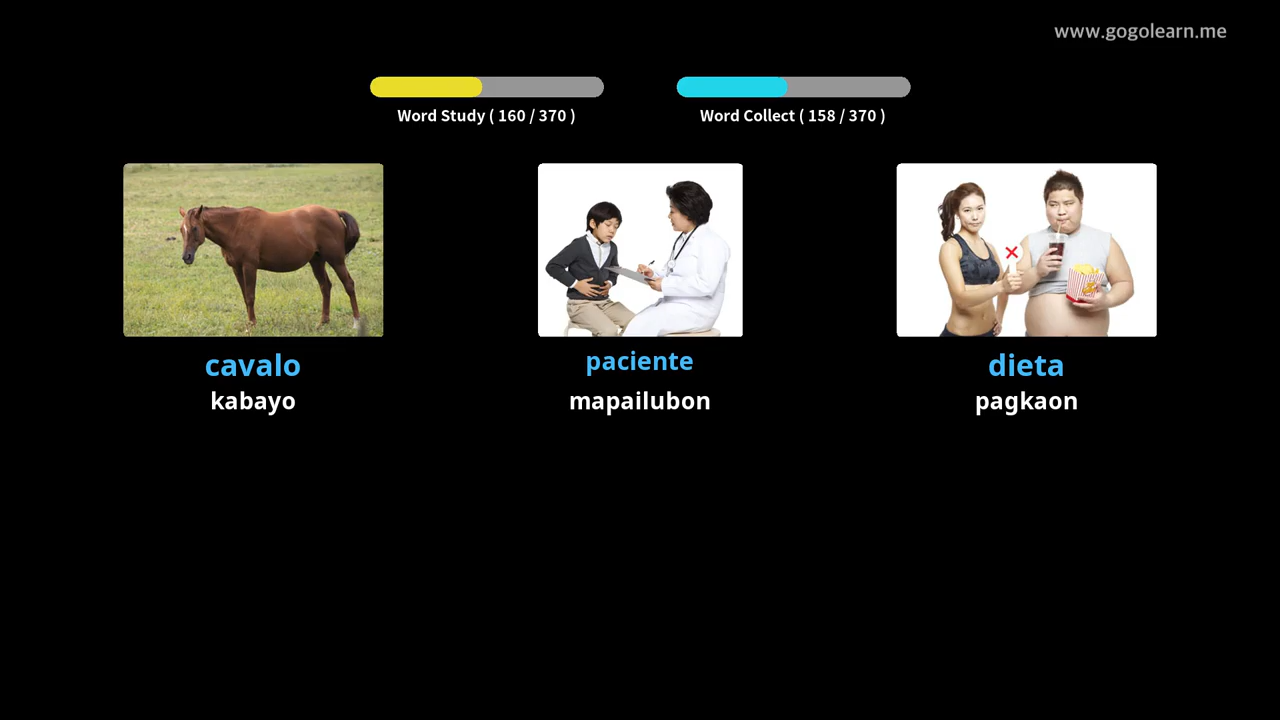 www.gogolearn.me
Word Study ( 160 / 370 )
Word Collect ( 158 / 370 )
cavalo
kabayo
paciente
mapailubon
dieta
pagkaon